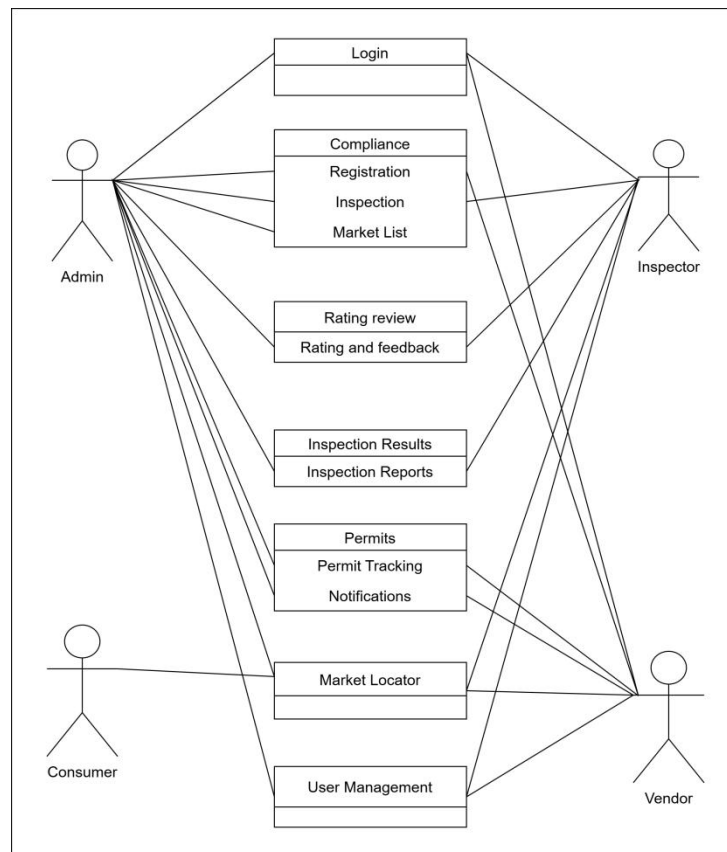 Login
Compliance
Registration
Inspection
Market List
Admin
Inspector
Rating review
Rating and feedback
Inspection Results
Inspection Reports
Permits
Permit Tracking
Notifications
Market Locator
Consumer
User Management
Vendor